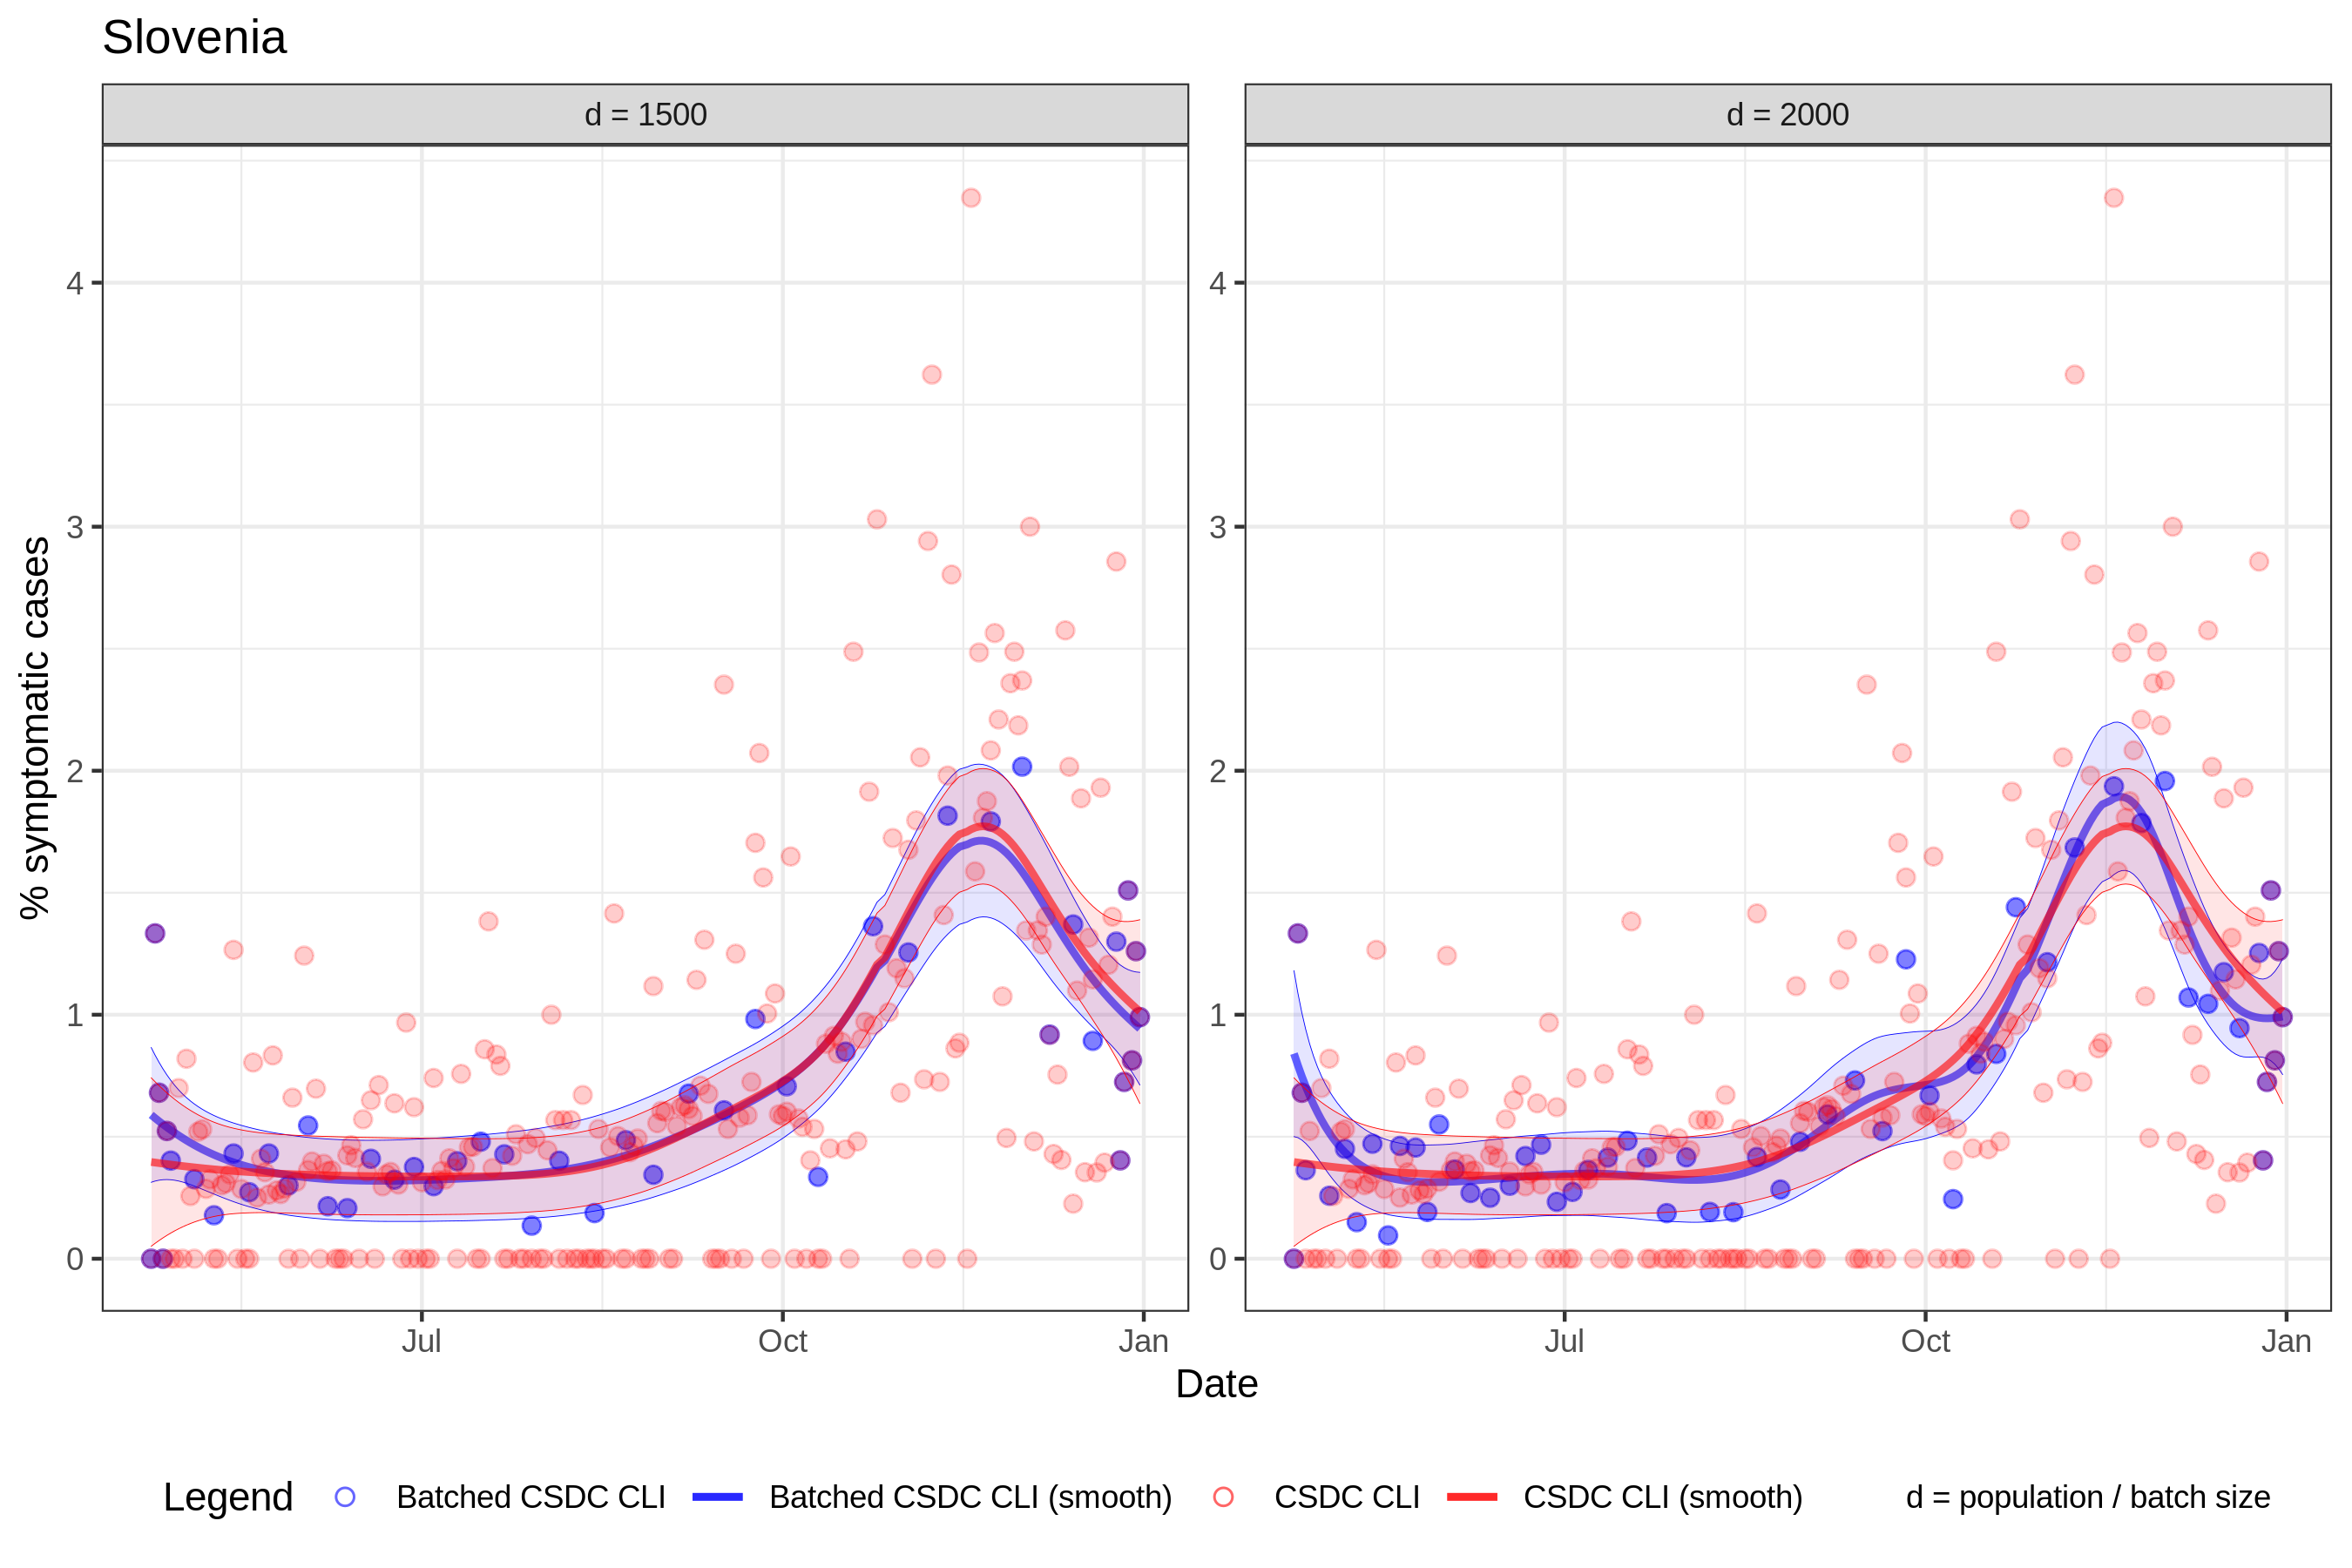 Slovenia
d = 1500
d = 2000
% symptomatic cases
4
3
2
1
0
4
3
2
1
0
Jul
Oct
Jan
Jul
Oct
Jan
Date
Legend
Batched CSDC CLI
Batched CSDC CLI (smooth)
CSDC CLI
CSDC CLI (smooth)
d = population / batch size